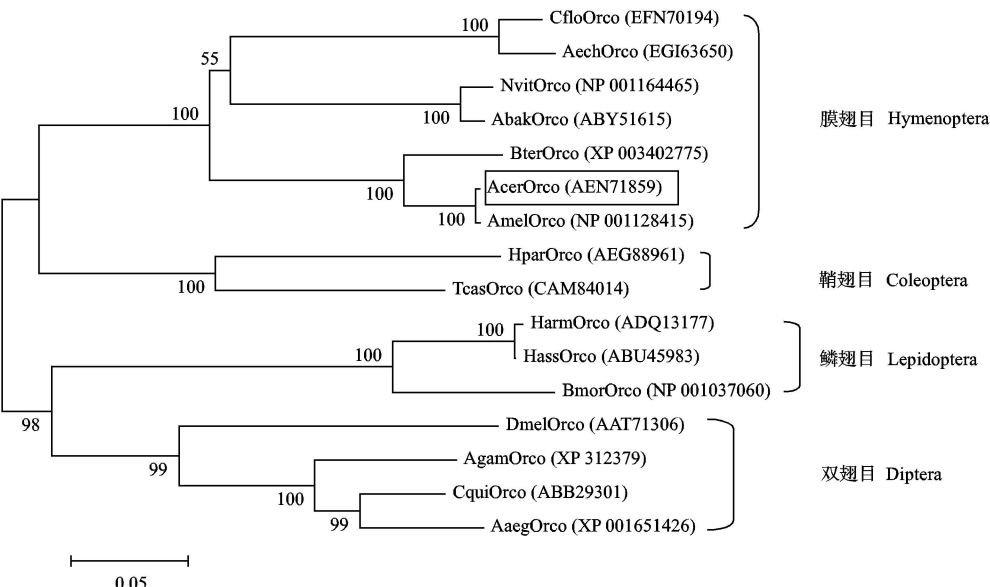 CfloOrco (EFN70194)
100
AechOrco (EGI63650)
55
NvitOrco (NP 001164465)
100
100
AbakOrco (ABY51615)
膜翅目 Hymenoptera
BterOrco (XP 003402775)
100
AcerOrco (AEN71859)
100
AmelOrco (NP 001128415)
HparOrco (AEG88961)
100
鞘翅目 Coleoptera
TcasOrco (CAM84014)
HarmOrco (ADQ13177)
100
100
HassOrco (ABU45983)
鳞翅目 Lepidoptera
BmorOrco (NP 001037060)
98
DmelOrco (AAT71306)
99
AgamOrco (XP 312379)
双翅目 Diptera
100
CquiOrco (ABB29301)
99
AaegOrco (XP 001651426)
0.05